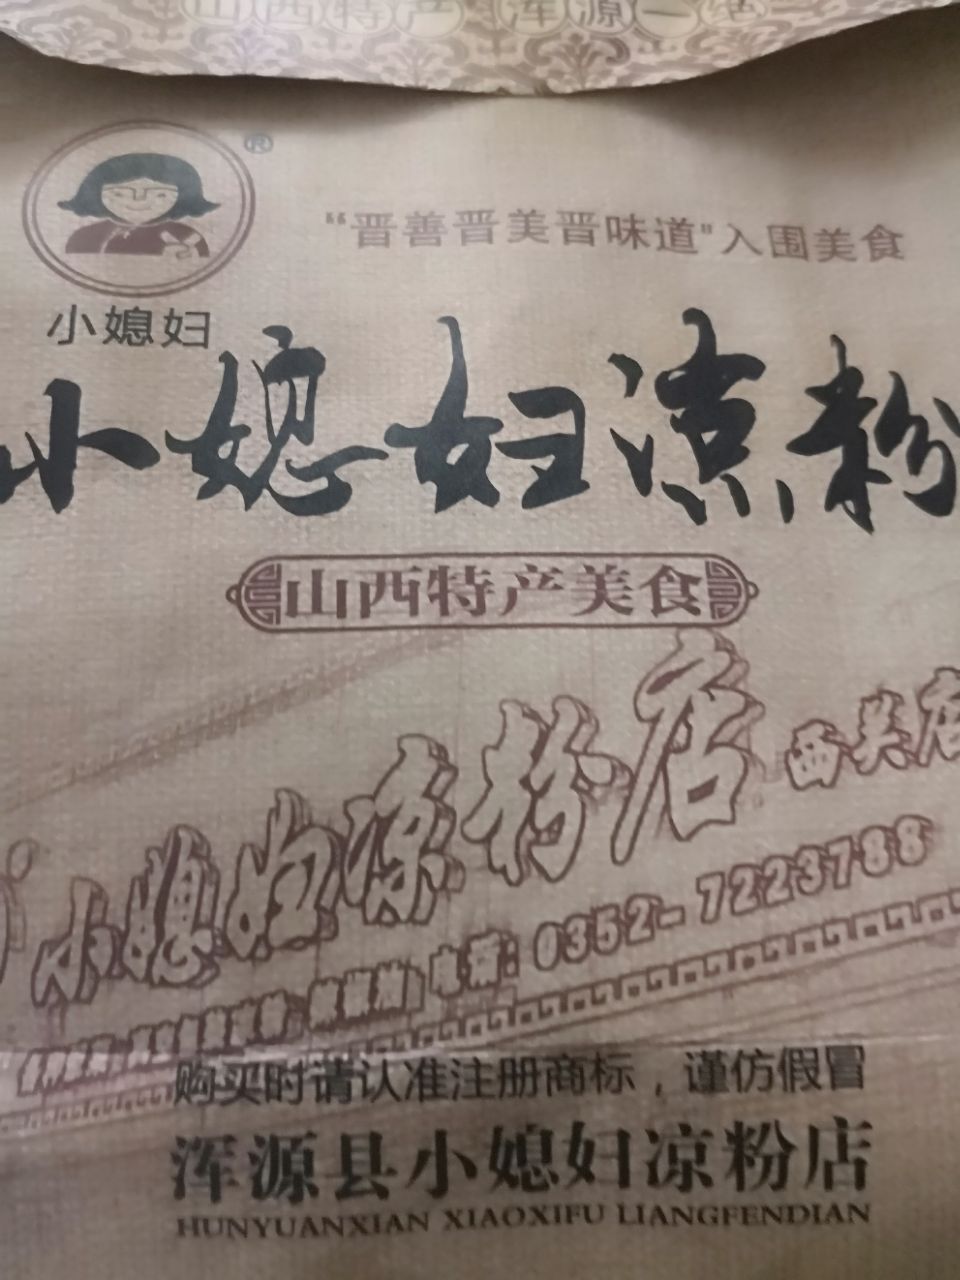 山西特产 浑源一绝
®
“晋善晋美晋味道”入围美食
小媳妇
小媳妇凉粉
山西特产美食
小媳妇凉粉店 西关店
电话：0352-7223788
购买时请认准注册商标，谨仿假冒
浑源县小媳妇凉粉店
HUNYUANXIAN XIAOXIFU LIANGFENDIAN